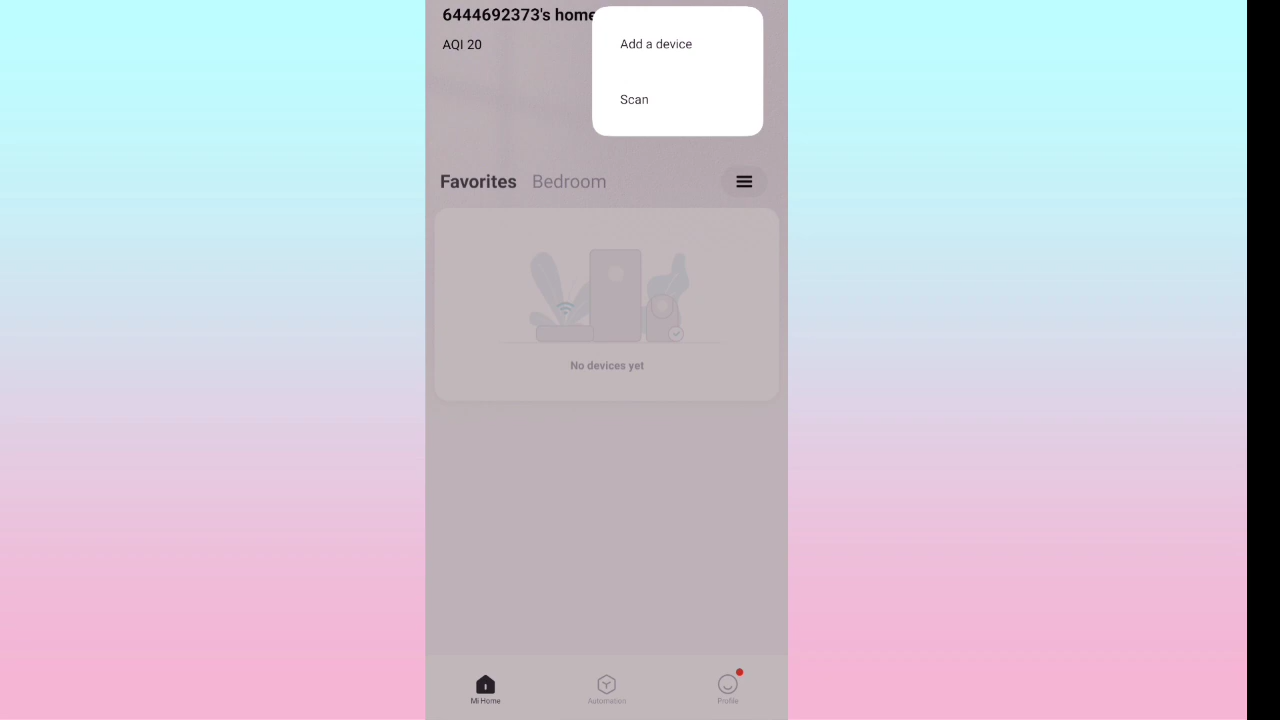 6444692373's home
AQI 20
Add a device
Scan
Favorites Bedroom
No devices yet
Mi Home Automation Profile